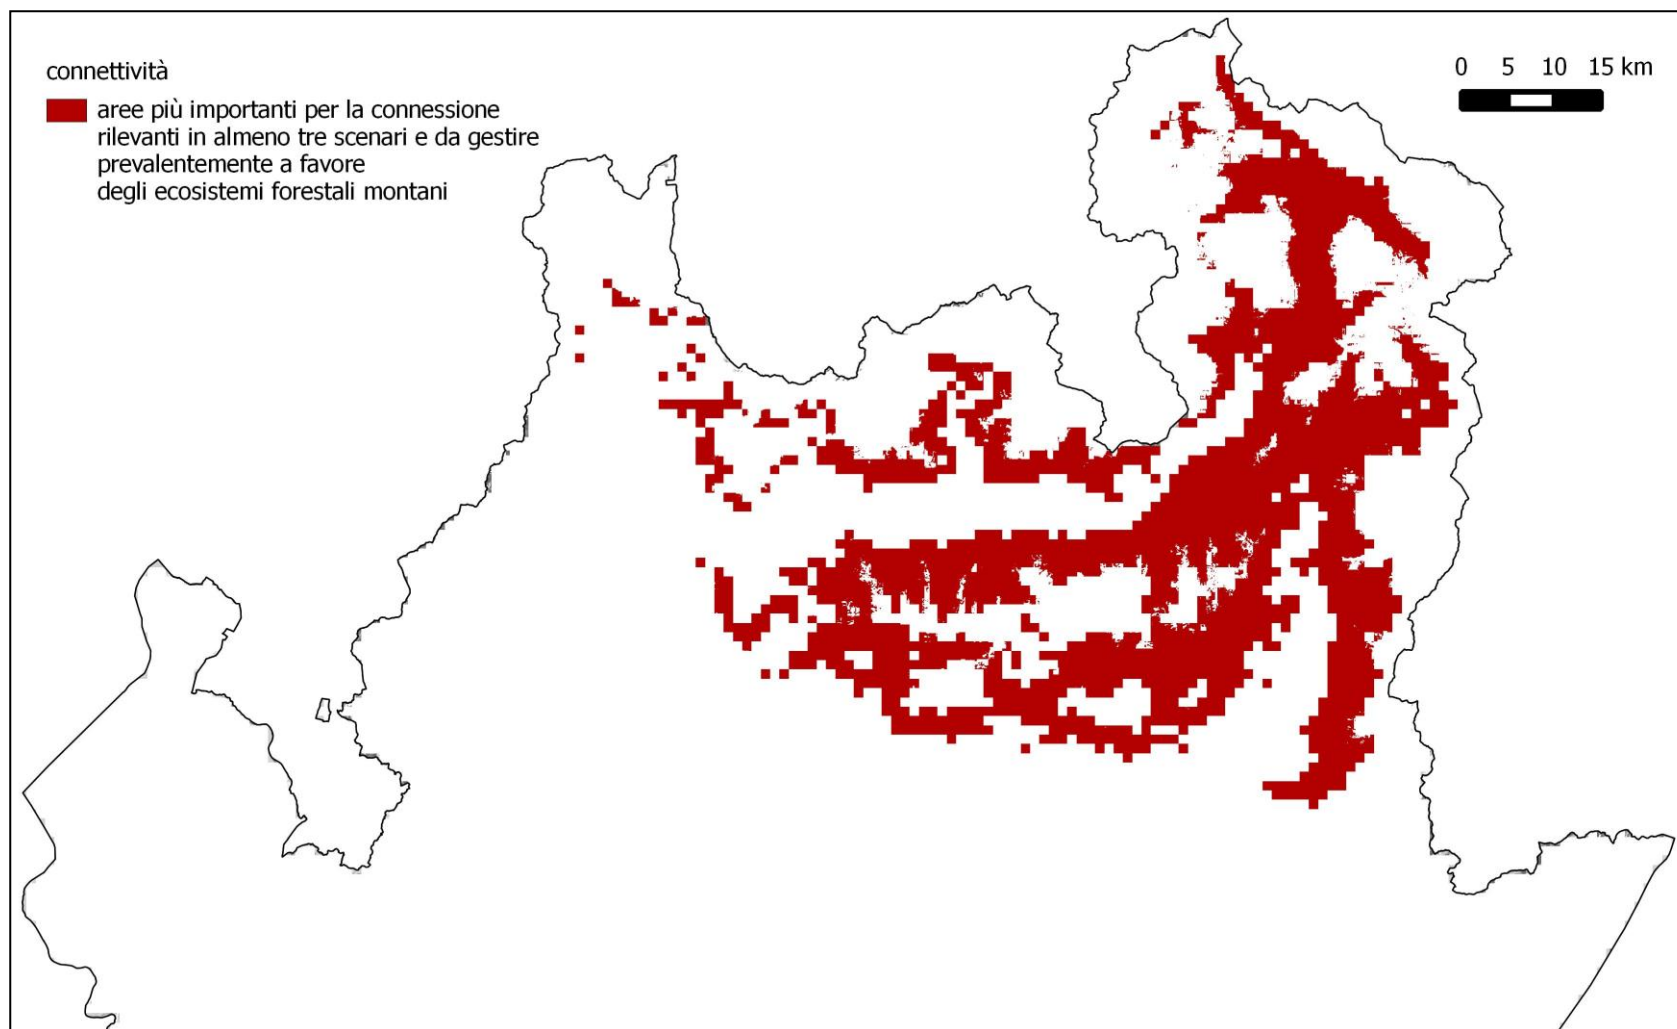 connettività
aree più importanti per la connessione
rilevanti in almeno tre scenari e da gestire
prevalentemente a favore
degli ecosistemi forestali montani
0 5 10 15 km